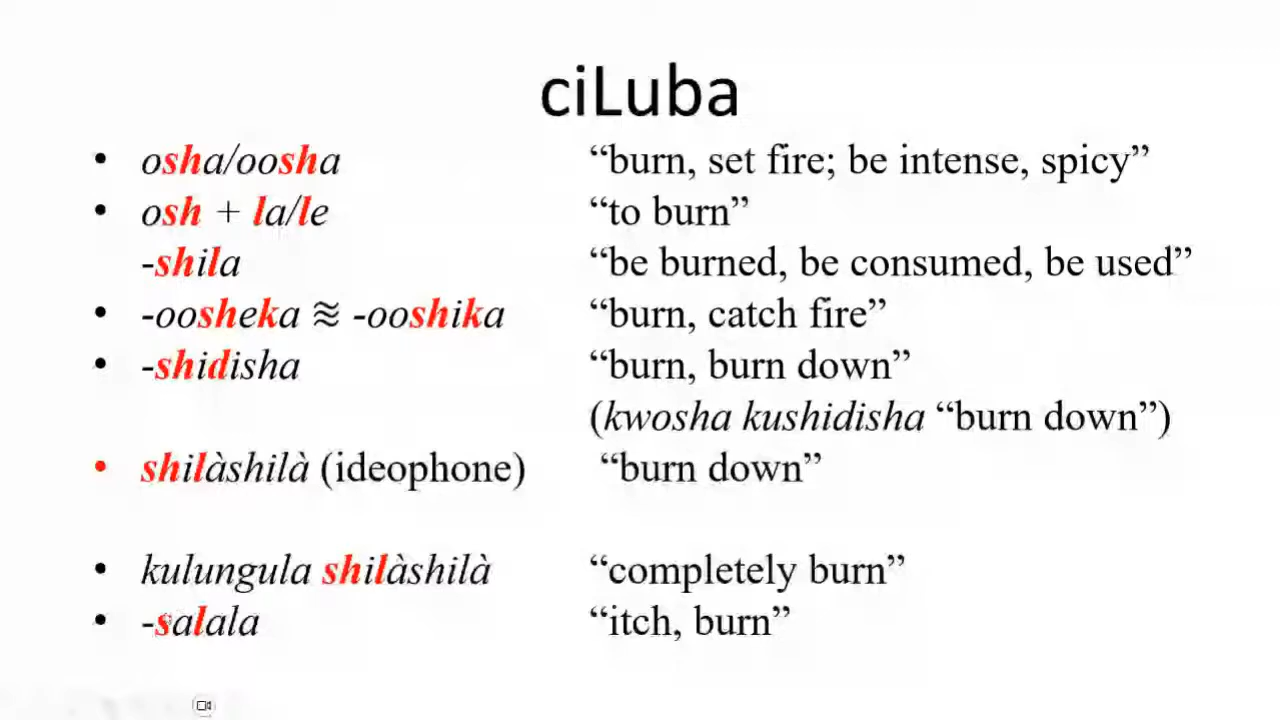 ciLuba
• osha/oosha “burn, set fire; be intense, spicy”
• osh + la/le “to burn”
-shila “be burned, be consumed, be used”
• -oosheka ≋ -ooshika “burn, catch fire”
• -shidisha “burn, burn down”
(kwosha kushidisha “burn down”)
• shilàshilà (ideophone) “burn down”
• kulungula shilàshilà “completely burn”
• -salala “itch, burn”